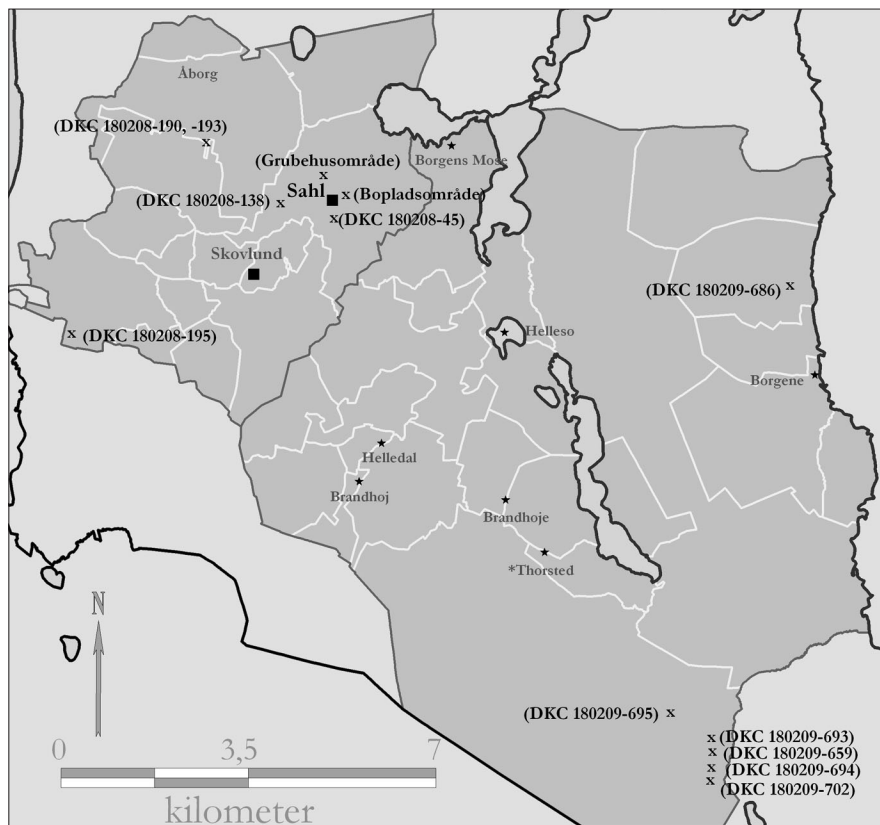 Åborg
(DKC 180208-190, -193)
Borgens Mose
(Grubehusområde)
Sahl
(Bopladsområde)
(DKC 180208-138)
(DKC 180208-45)
Skovlund
(DKC 180209-686)
(DKC 180208-195)
Helleso
Borgene
Helledal
Brandhoj
Brandhoje
*Thorsted
N
(DKC 180209-695)
(DKC 180209-693)
(DKC 180209-659)
(DKC 180209-694)
(DKC 180209-702)
0 3,5 7
kilometer